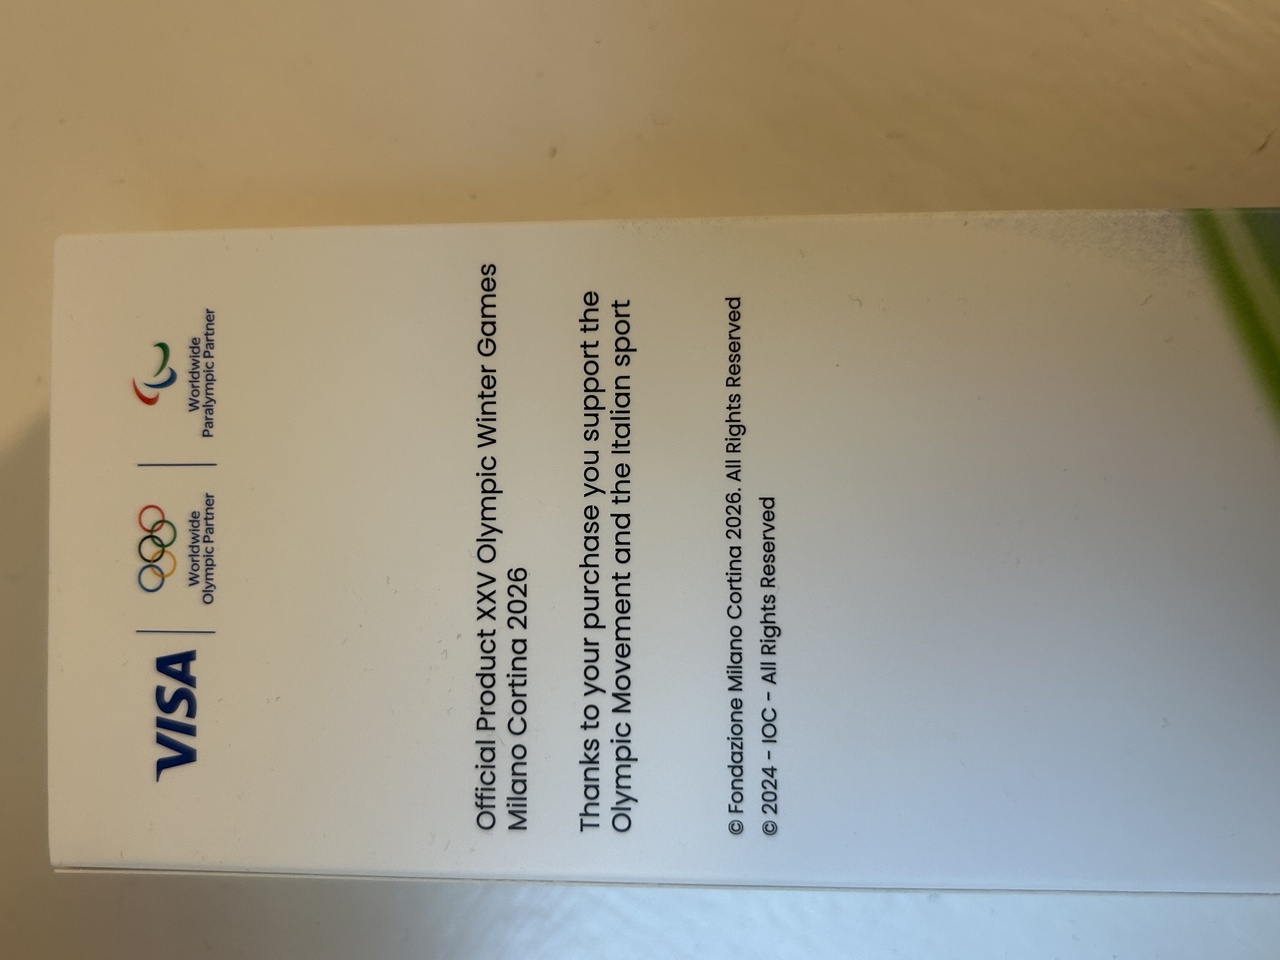 VISA
Worldwide
Olympic Partner
Worldwide
Paralympic Partner
Official Product XXV Olympic Winter Games
Milano Cortina 2026
Thanks to your purchase you support the
Olympic Movement and the Italian sport
© Fondazione Milano Cortina 2026. All Rights Reserved
© 2024 - IOC - All Rights Reserved